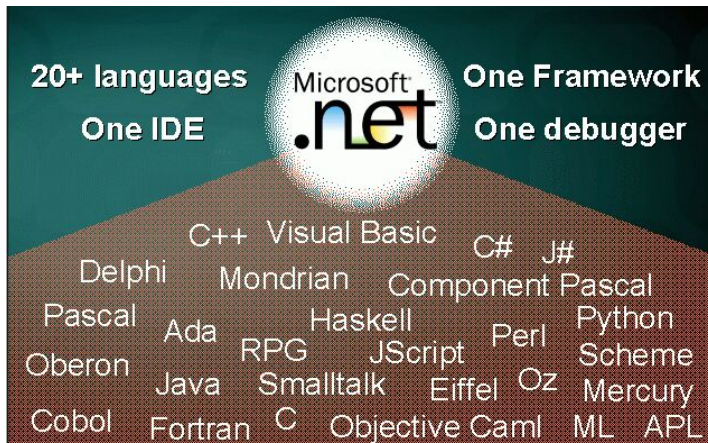 20+ languages
One IDE
Microsoft®
.net
One Framework
One debugger
C++ Visual Basic C# J#
Delphi Mondrian Component Pascal
Pascal Ada Haskell Perl Python
Oberon RPG JScript Scheme
Java Smalltalk Eiffel Oz Mercury
Cobol Fortran C Objective Caml ML APL